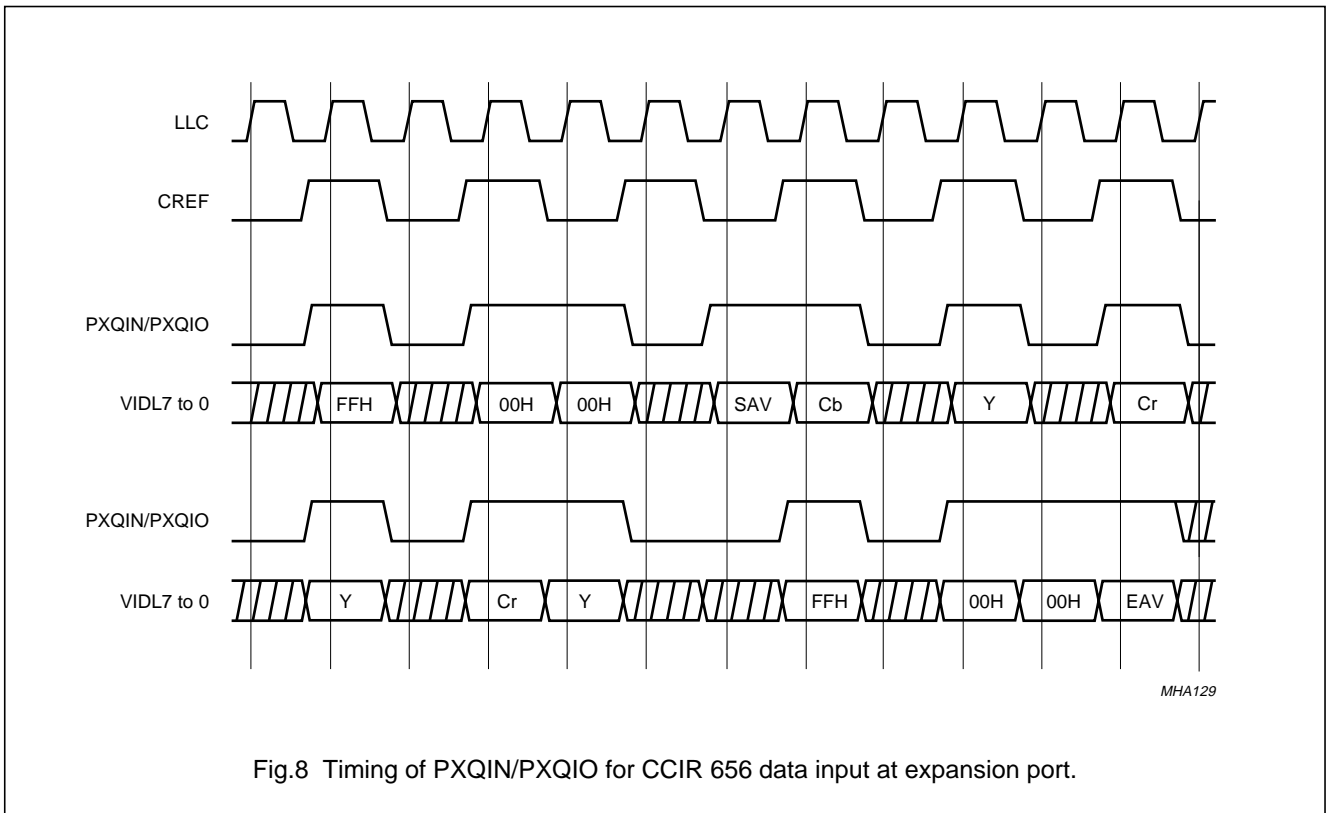 LLC
CREF
PXQIN/PXQIO
VIDL7 to 0 FFH 00H 00H SAV Cb Y Cr
PXQIN/PXQIO
VIDL7 to 0 Y Cr Y FFH 00H 00H EAV
MHA129
Fig.8 Timing of PXQIN/PXQIO for CCIR 656 data input at expansion port.